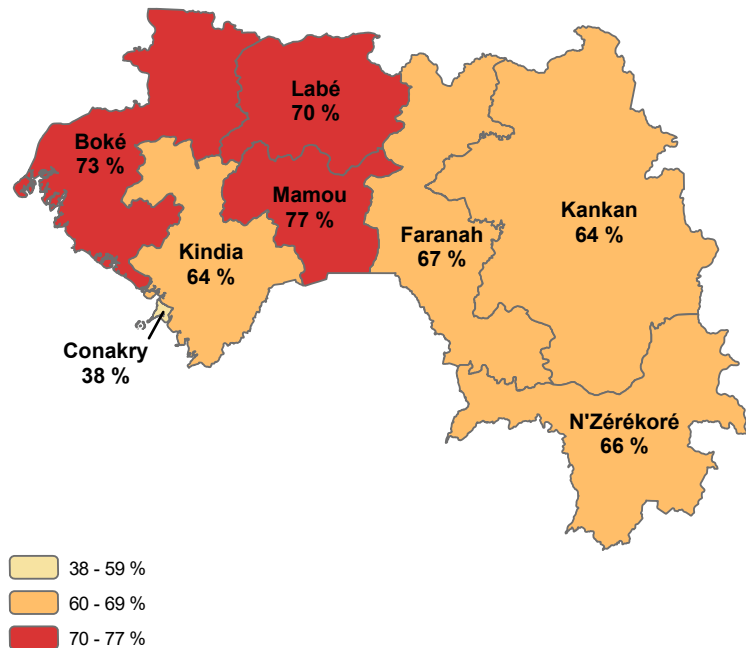 Labé
70 %
Boké
73 %
Mamou
77 %
Kankan
64 %
Faranah
67 %
Kindia
64 %
Conakry
38 %
N'Zérékoré
66 %
38 - 59 %
60 - 69 %
70 - 77 %